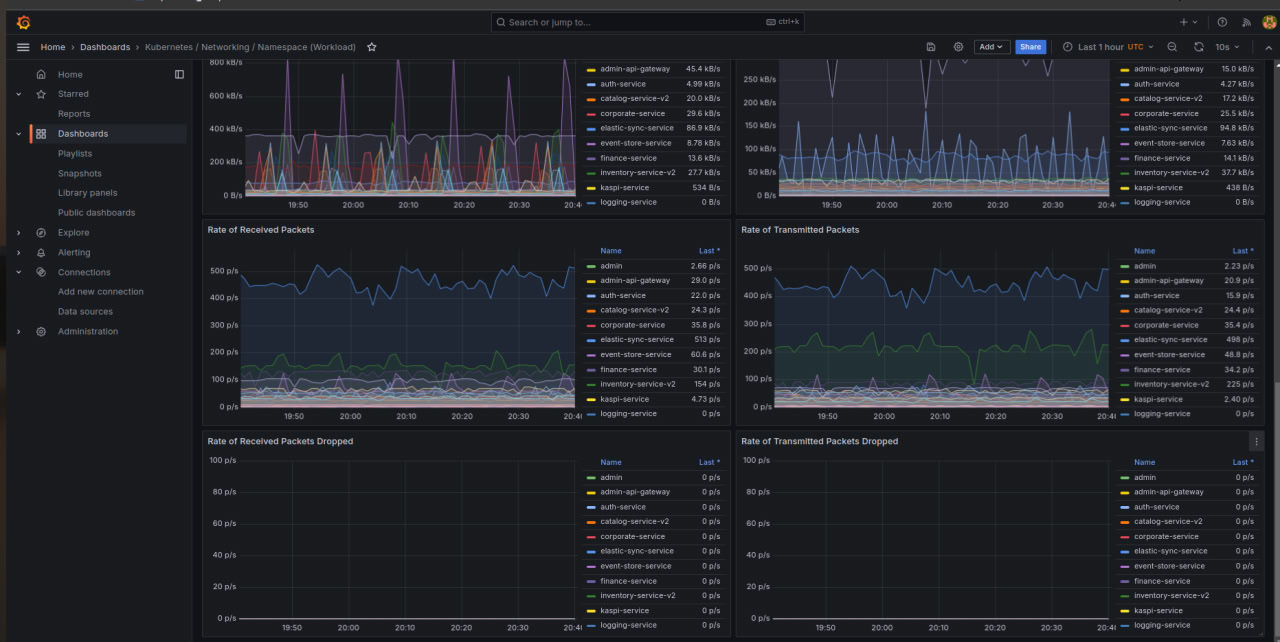 Search or jump to...
ctrl+k
Home › Dashboards › Kubernetes / Networking / Namespace (Workload)
Add
Share
Last 1 hour UTC
10s
Home
Starred
Reports
Dashboards
Playlists
Snapshots
Library panels
Public dashboards
Explore
Alerting
Connections
Add new connection
Data sources
Administration
800 kB/s
600 kB/s
400 kB/s
200 kB/s
0 B/s
19:50 20:00 20:10 20:20 20:30 20:4
admin-api-gateway 45.4 kB/s
auth-service 4.99 kB/s
catalog-service-v2 20.0 kB/s
corporate-service 29.6 kB/s
elastic-sync-service 86.9 kB/s
event-store-service 8.78 kB/s
finance-service 13.6 kB/s
inventory-service-v2 27.7 kB/s
kaspi-service 534 B/s
logging-service 0 B/s
250 kB/s
200 kB/s
150 kB/s
100 kB/s
50 kB/s
0 B/s
19:50 20:00 20:10 20:20 20:30 20:4
admin-api-gateway 15.0 kB/s
auth-service 4.27 kB/s
catalog-service-v2 17.2 kB/s
corporate-service 25.5 kB/s
elastic-sync-service 94.8 kB/s
event-store-service 7.63 kB/s
finance-service 14.1 kB/s
inventory-service-v2 37.7 kB/s
kaspi-service 438 B/s
logging-service 0 B/s
Rate of Received Packets
500 p/s
400 p/s
300 p/s
200 p/s
100 p/s
0 p/s
19:50 20:00 20:10 20:20 20:30 20:4
Name Last *
admin 2.66 p/s
admin-api-gateway 29.0 p/s
auth-service 22.0 p/s
catalog-service-v2 24.3 p/s
corporate-service 35.8 p/s
elastic-sync-service 513 p/s
event-store-service 60.6 p/s
finance-service 30.1 p/s
inventory-service-v2 154 p/s
kaspi-service 4.73 p/s
logging-service 0 p/s
Rate of Transmitted Packets
500 p/s
400 p/s
300 p/s
200 p/s
100 p/s
0 p/s
19:50 20:00 20:10 20:20 20:30 20:4
Name Last *
admin 2.23 p/s
admin-api-gateway 20.9 p/s
auth-service 15.9 p/s
catalog-service-v2 24.4 p/s
corporate-service 35.4 p/s
elastic-sync-service 498 p/s
event-store-service 48.8 p/s
finance-service 34.2 p/s
inventory-service-v2 225 p/s
kaspi-service 2.40 p/s
logging-service 0 p/s
Rate of Received Packets Dropped
100 p/s
80 p/s
60 p/s
40 p/s
20 p/s
0 p/s
19:50 20:00 20:10 20:20 20:30 20:4
Name Last *
admin 0 p/s
admin-api-gateway 0 p/s
auth-service 0 p/s
catalog-service-v2 0 p/s
corporate-service 0 p/s
elastic-sync-service 0 p/s
event-store-service 0 p/s
finance-service 0 p/s
inventory-service-v2 0 p/s
kaspi-service 0 p/s
logging-service 0 p/s
Rate of Transmitted Packets Dropped
100 p/s
80 p/s
60 p/s
40 p/s
20 p/s
0 p/s
19:50 20:00 20:10 20:20 20:30 20:4
Name Last *
admin 0 p/s
admin-api-gateway 0 p/s
auth-service 0 p/s
catalog-service-v2 0 p/s
corporate-service 0 p/s
elastic-sync-service 0 p/s
event-store-service 0 p/s
finance-service 0 p/s
inventory-service-v2 0 p/s
kaspi-service 0 p/s
logging-service 0 p/s